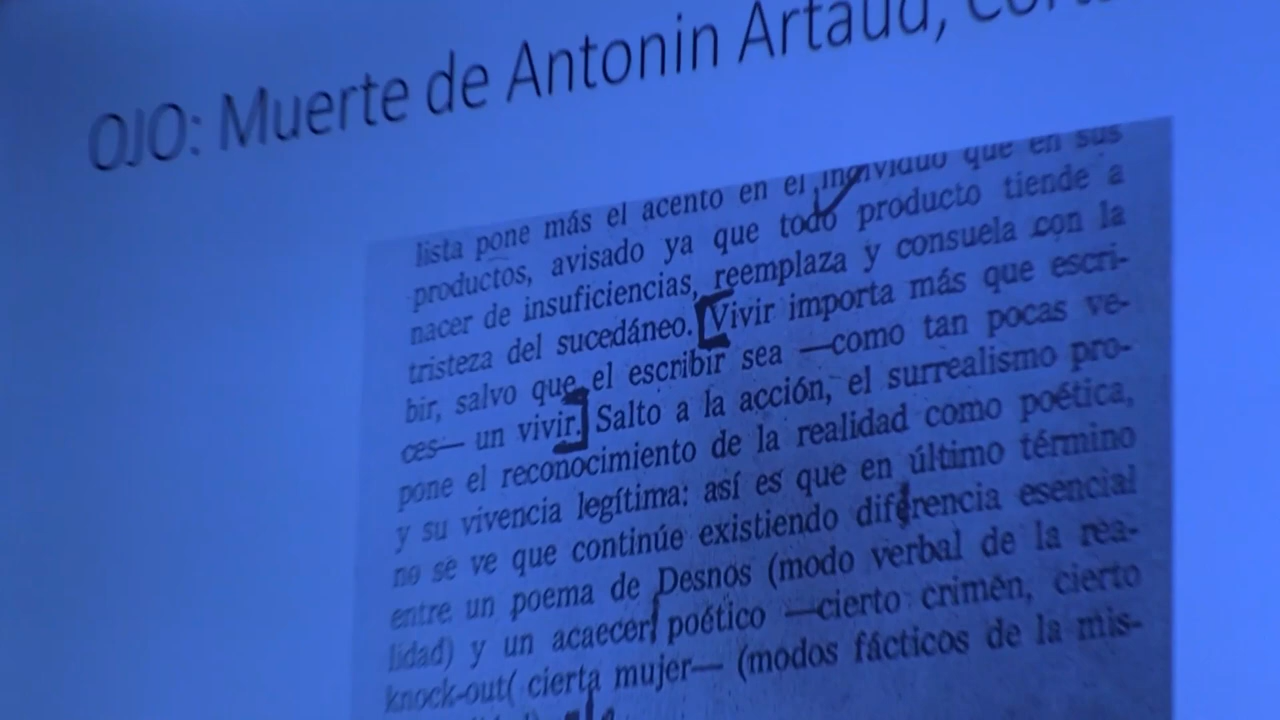 OJO: Muerte de Antonin Artaud,
lista pone más el acento en el individuo que en sus
productos, avisado ya que todo producto tiende a
nacer de insuficiencias, reemplaza y consuela con la
tristeza del sucedáneo. Vivir importa más que escri-
bir, salvo que el escribir sea —como tan pocas ve-
ces— un vivir. Salto a la acción, el surrealismo pro-
pone el reconocimiento de la realidad como poética,
y su vivencia legítima: así es que en último término
no se ve que continúe existiendo diferencia esencial
entre un poema de Desnos (modo verbal de la rea-
lidad) y un acaecer poético —cierto crimen, cierto
knock-out, cierta mujer— (modos fácticos de la mis-